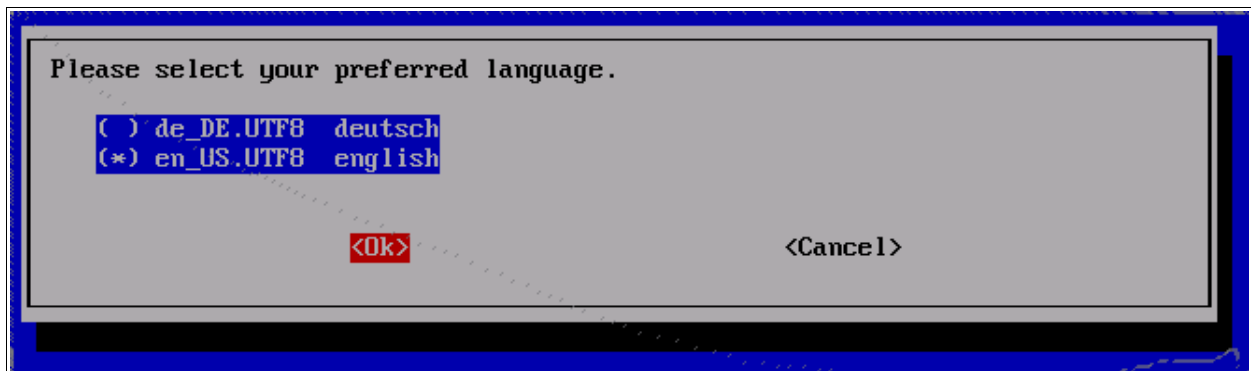 Please select your preferred language.
( ) de_DE.UTF8 deutsch
(*) en_US.UTF8 english
<Ok> <Cancel>